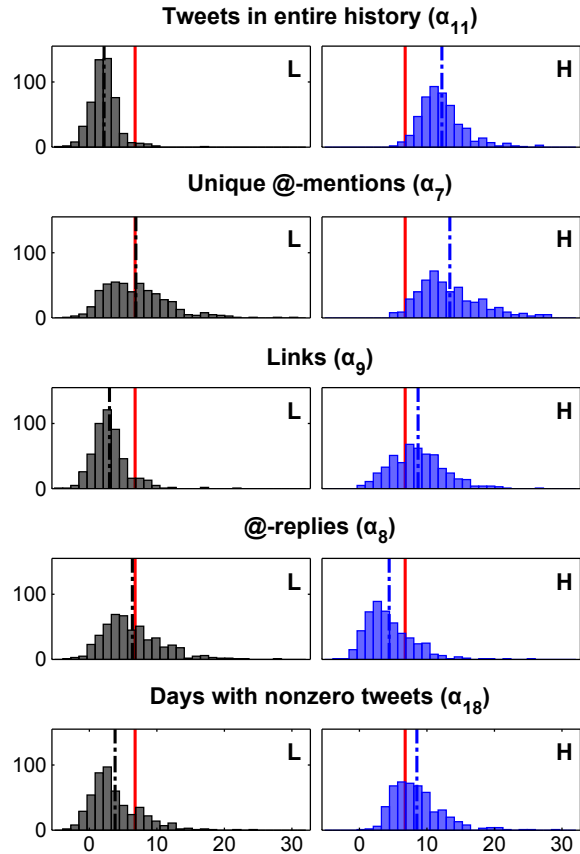 Tweets in entire history (α₁₁)
L H
100
0
Unique @-mentions (α₇)
L H
100
0
Links (α₉)
L H
100
0
@-replies (α₈)
L H
100
0
Days with nonzero tweets (α₁₈)
L H
100
0
0 10 20 30 0 10 20 30